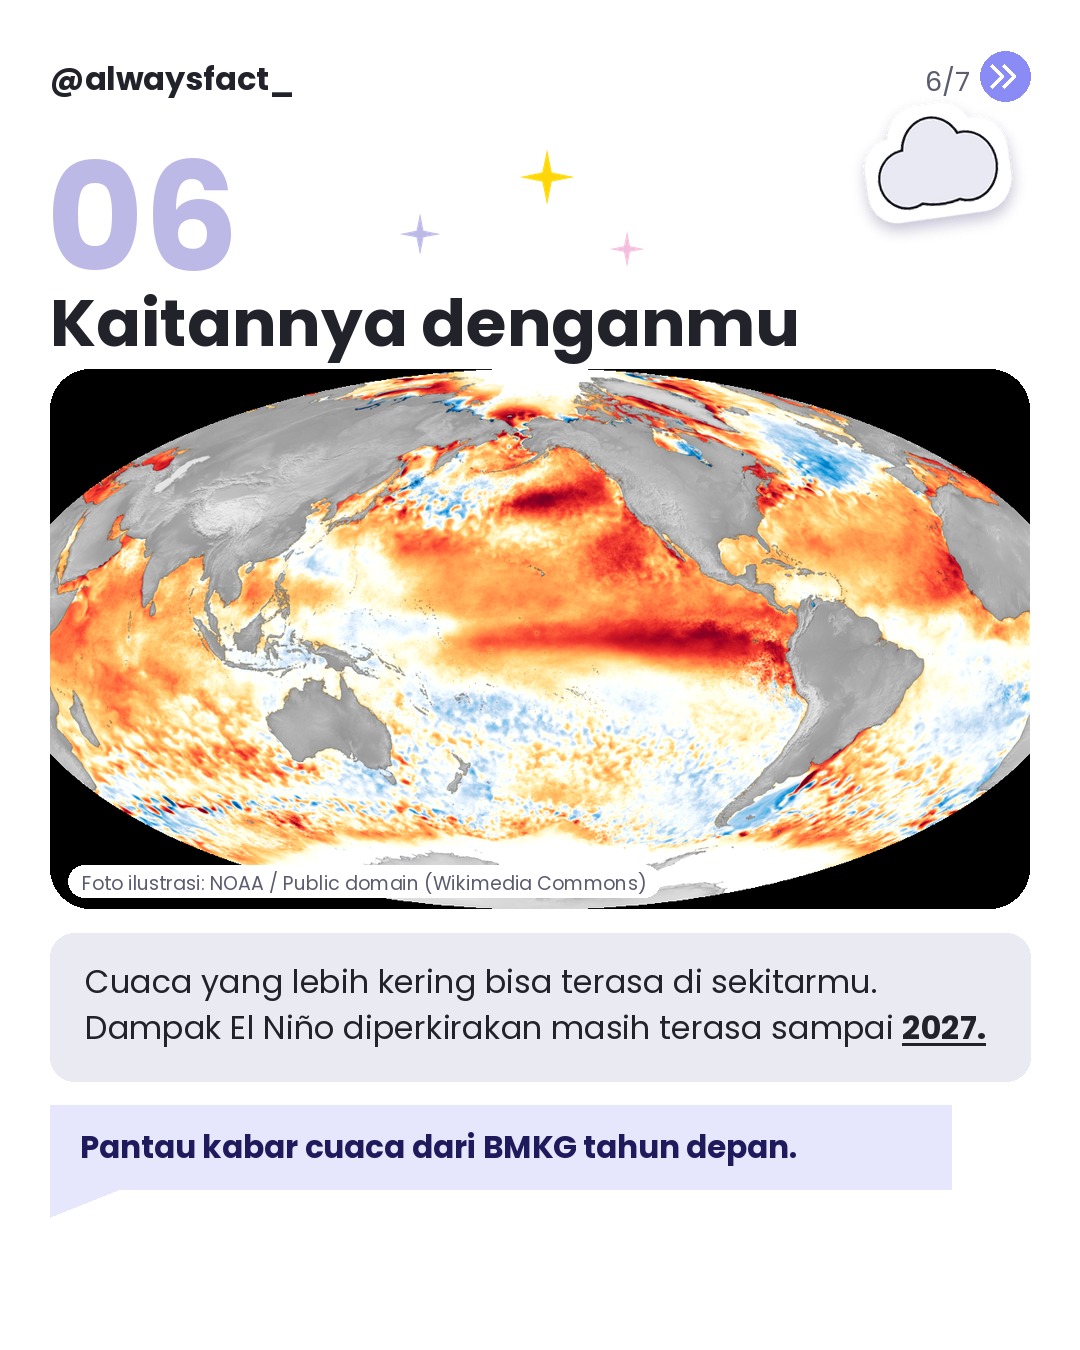 @alwaysfact_
6/7
06
Kaitannya denganmu
Foto ilustrasi: NOAA / Public domain (Wikimedia Commons)
Cuaca yang lebih kering bisa terasa di sekitarmu.
Dampak El Niño diperkirakan masih terasa sampai 2027.
Pantau kabar cuaca dari BMKG tahun depan.